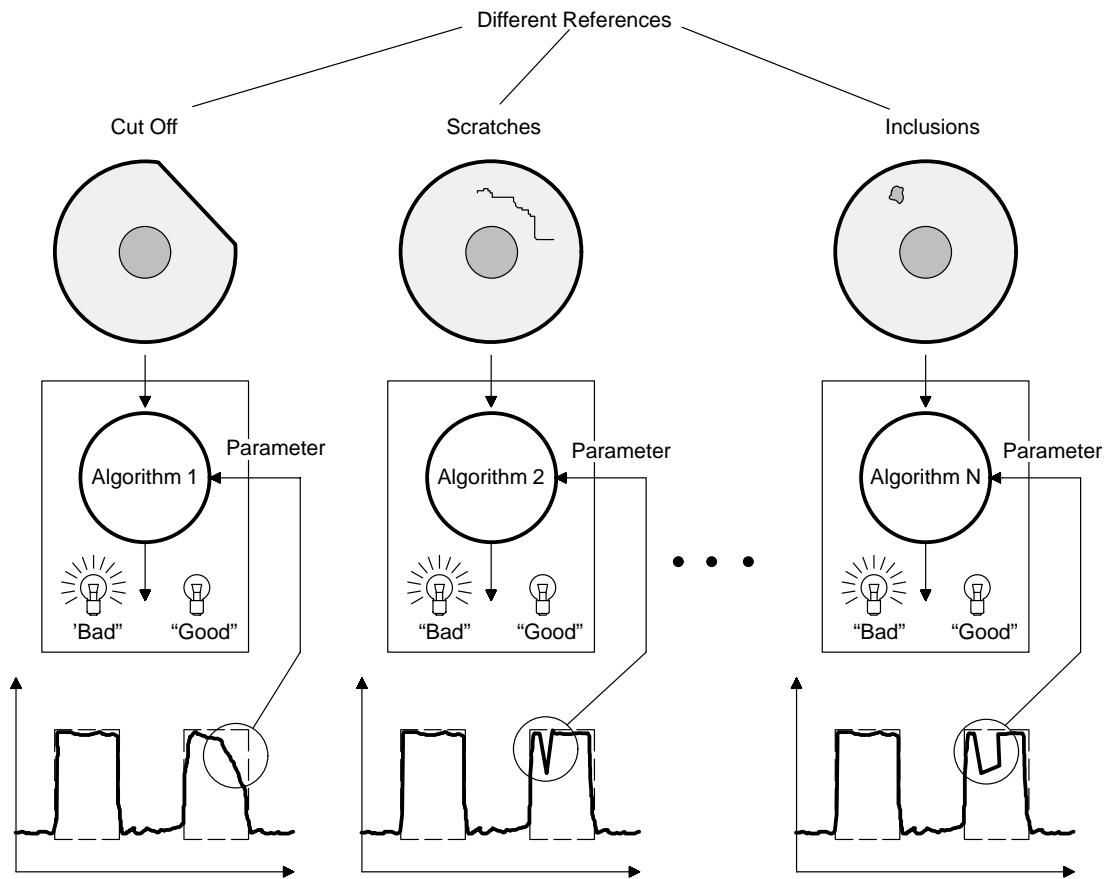 Different References
Cut Off
Scratches
Inclusions
Parameter
Parameter
Parameter
Algorithm 1
Algorithm 2
Algorithm N
’Bad”
“Good”
“Bad”
“Good”
“Bad”
“Good”